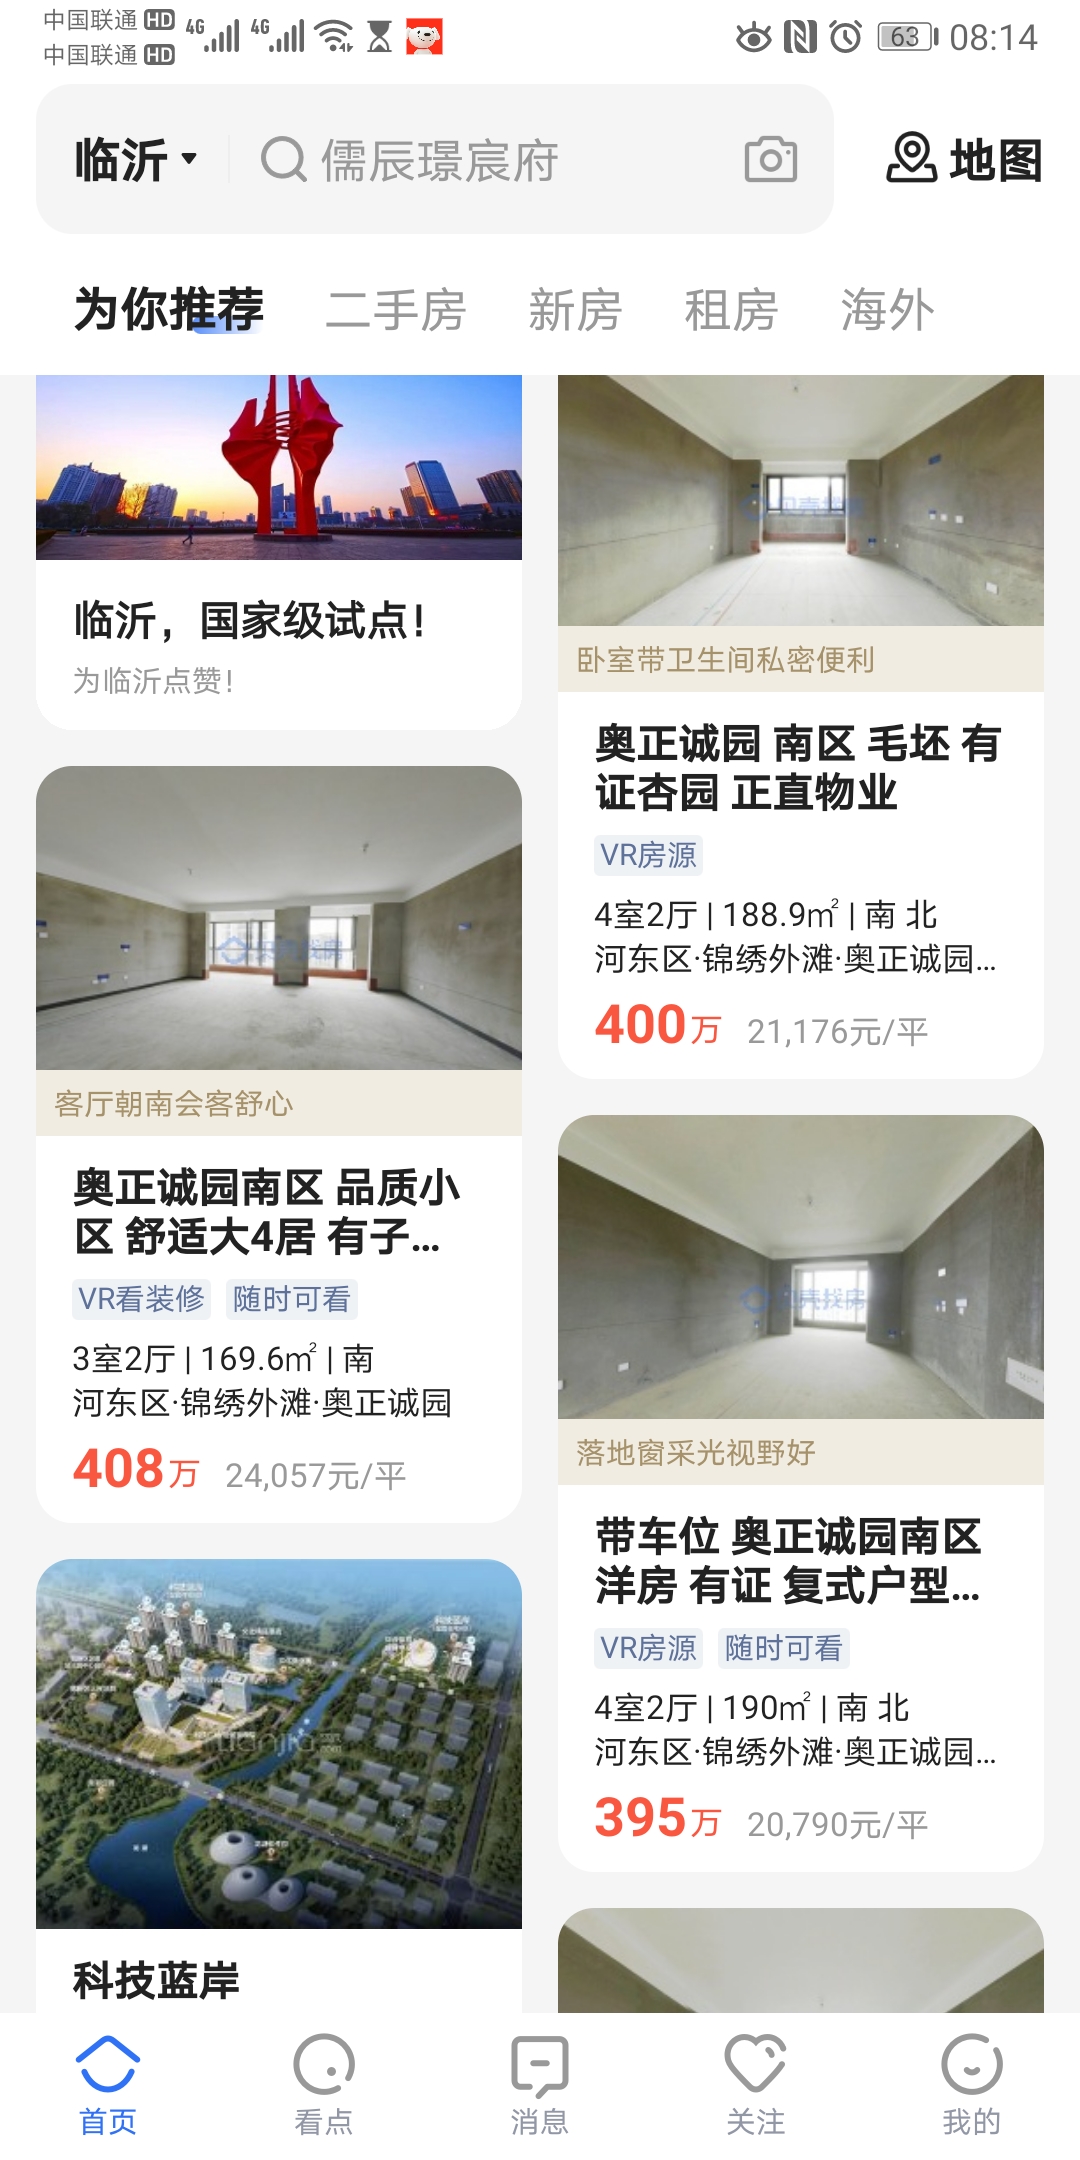 中国联通 HD 4G 4G
中国联通 HD
63 08:14
临沂
儒辰璟宸府
地图
为你推荐 二手房 新房 租房 海外
临沂，国家级试点！
为临沂点赞！
贝壳找房
客厅朝南会客舒心
奥正诚园南区 品质小
区 舒适大4居 有子...
VR看装修 随时可看
3室2厅 | 169.6㎡ | 南
河东区·锦绣外滩·奥正诚园
408万 24,057元/平
科技蓝岸
贝壳找房
卧室带卫生间私密便利
奥正诚园 南区 毛坯 有
证杏园 正直物业
VR房源
4室2厅 | 188.9㎡ | 南 北
河东区·锦绣外滩·奥正诚园...
400万 21,176元/平
贝壳找房
落地窗采光视野好
带车位 奥正诚园南区
洋房 有证 复式户型...
VR房源 随时可看
4室2厅 | 190㎡ | 南 北
河东区·锦绣外滩·奥正诚园...
395万 20,790元/平
首页 看点 消息 关注 我的